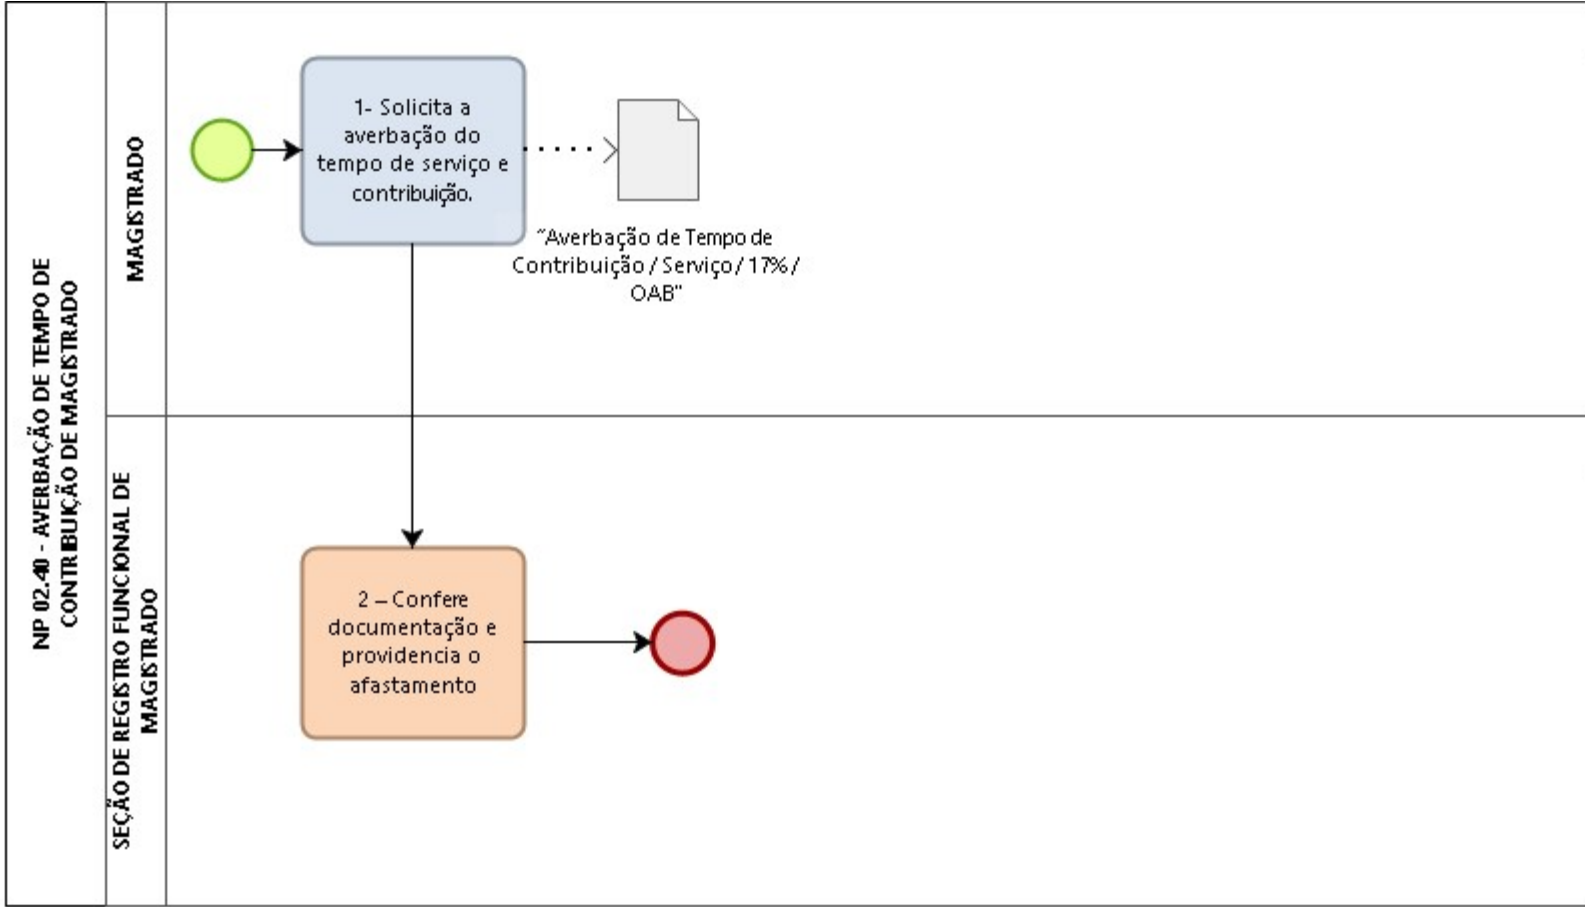 NP 02.40 - AVERBAÇÃO DE TEMPO DE
CONTRIBUIÇÃO DE MAGISTRADO
MAGISTRADO
1- Solicita a
averbação do
tempo de serviço e
contribuição.
"Averbação de Tempo de
Contribuição / Serviço / 17% /
OAB"
SEÇÃO DE REGISTRO FUNCIONAL DE
MAGISTRADO
2 – Confere
documentação e
providencia o
afastamento